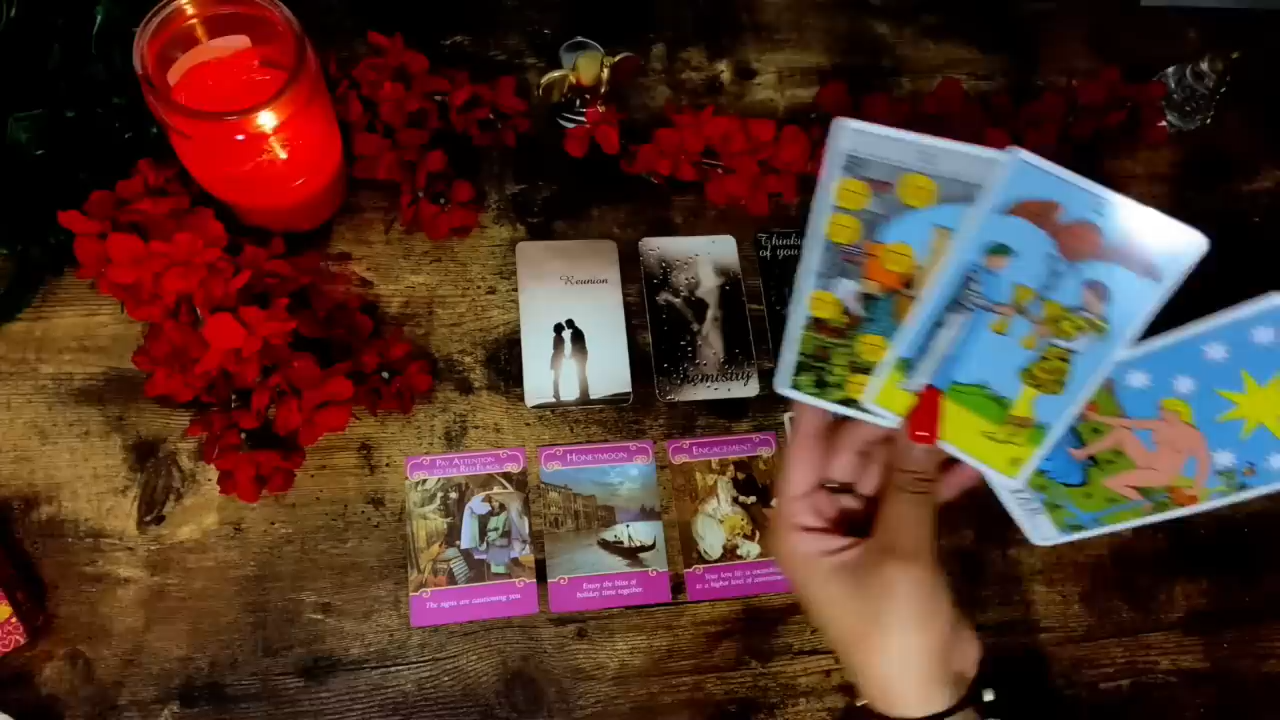 Reunion
Chemistry
Thinki
of you
PAY ATTENTION
TO THE RED FLAGS
The signs are cautioning you.
HONEYMOON
Enjoy the bliss of
holiday time together.
ENGAGEMENT
Your love life is ascending
to a higher level of commitment.